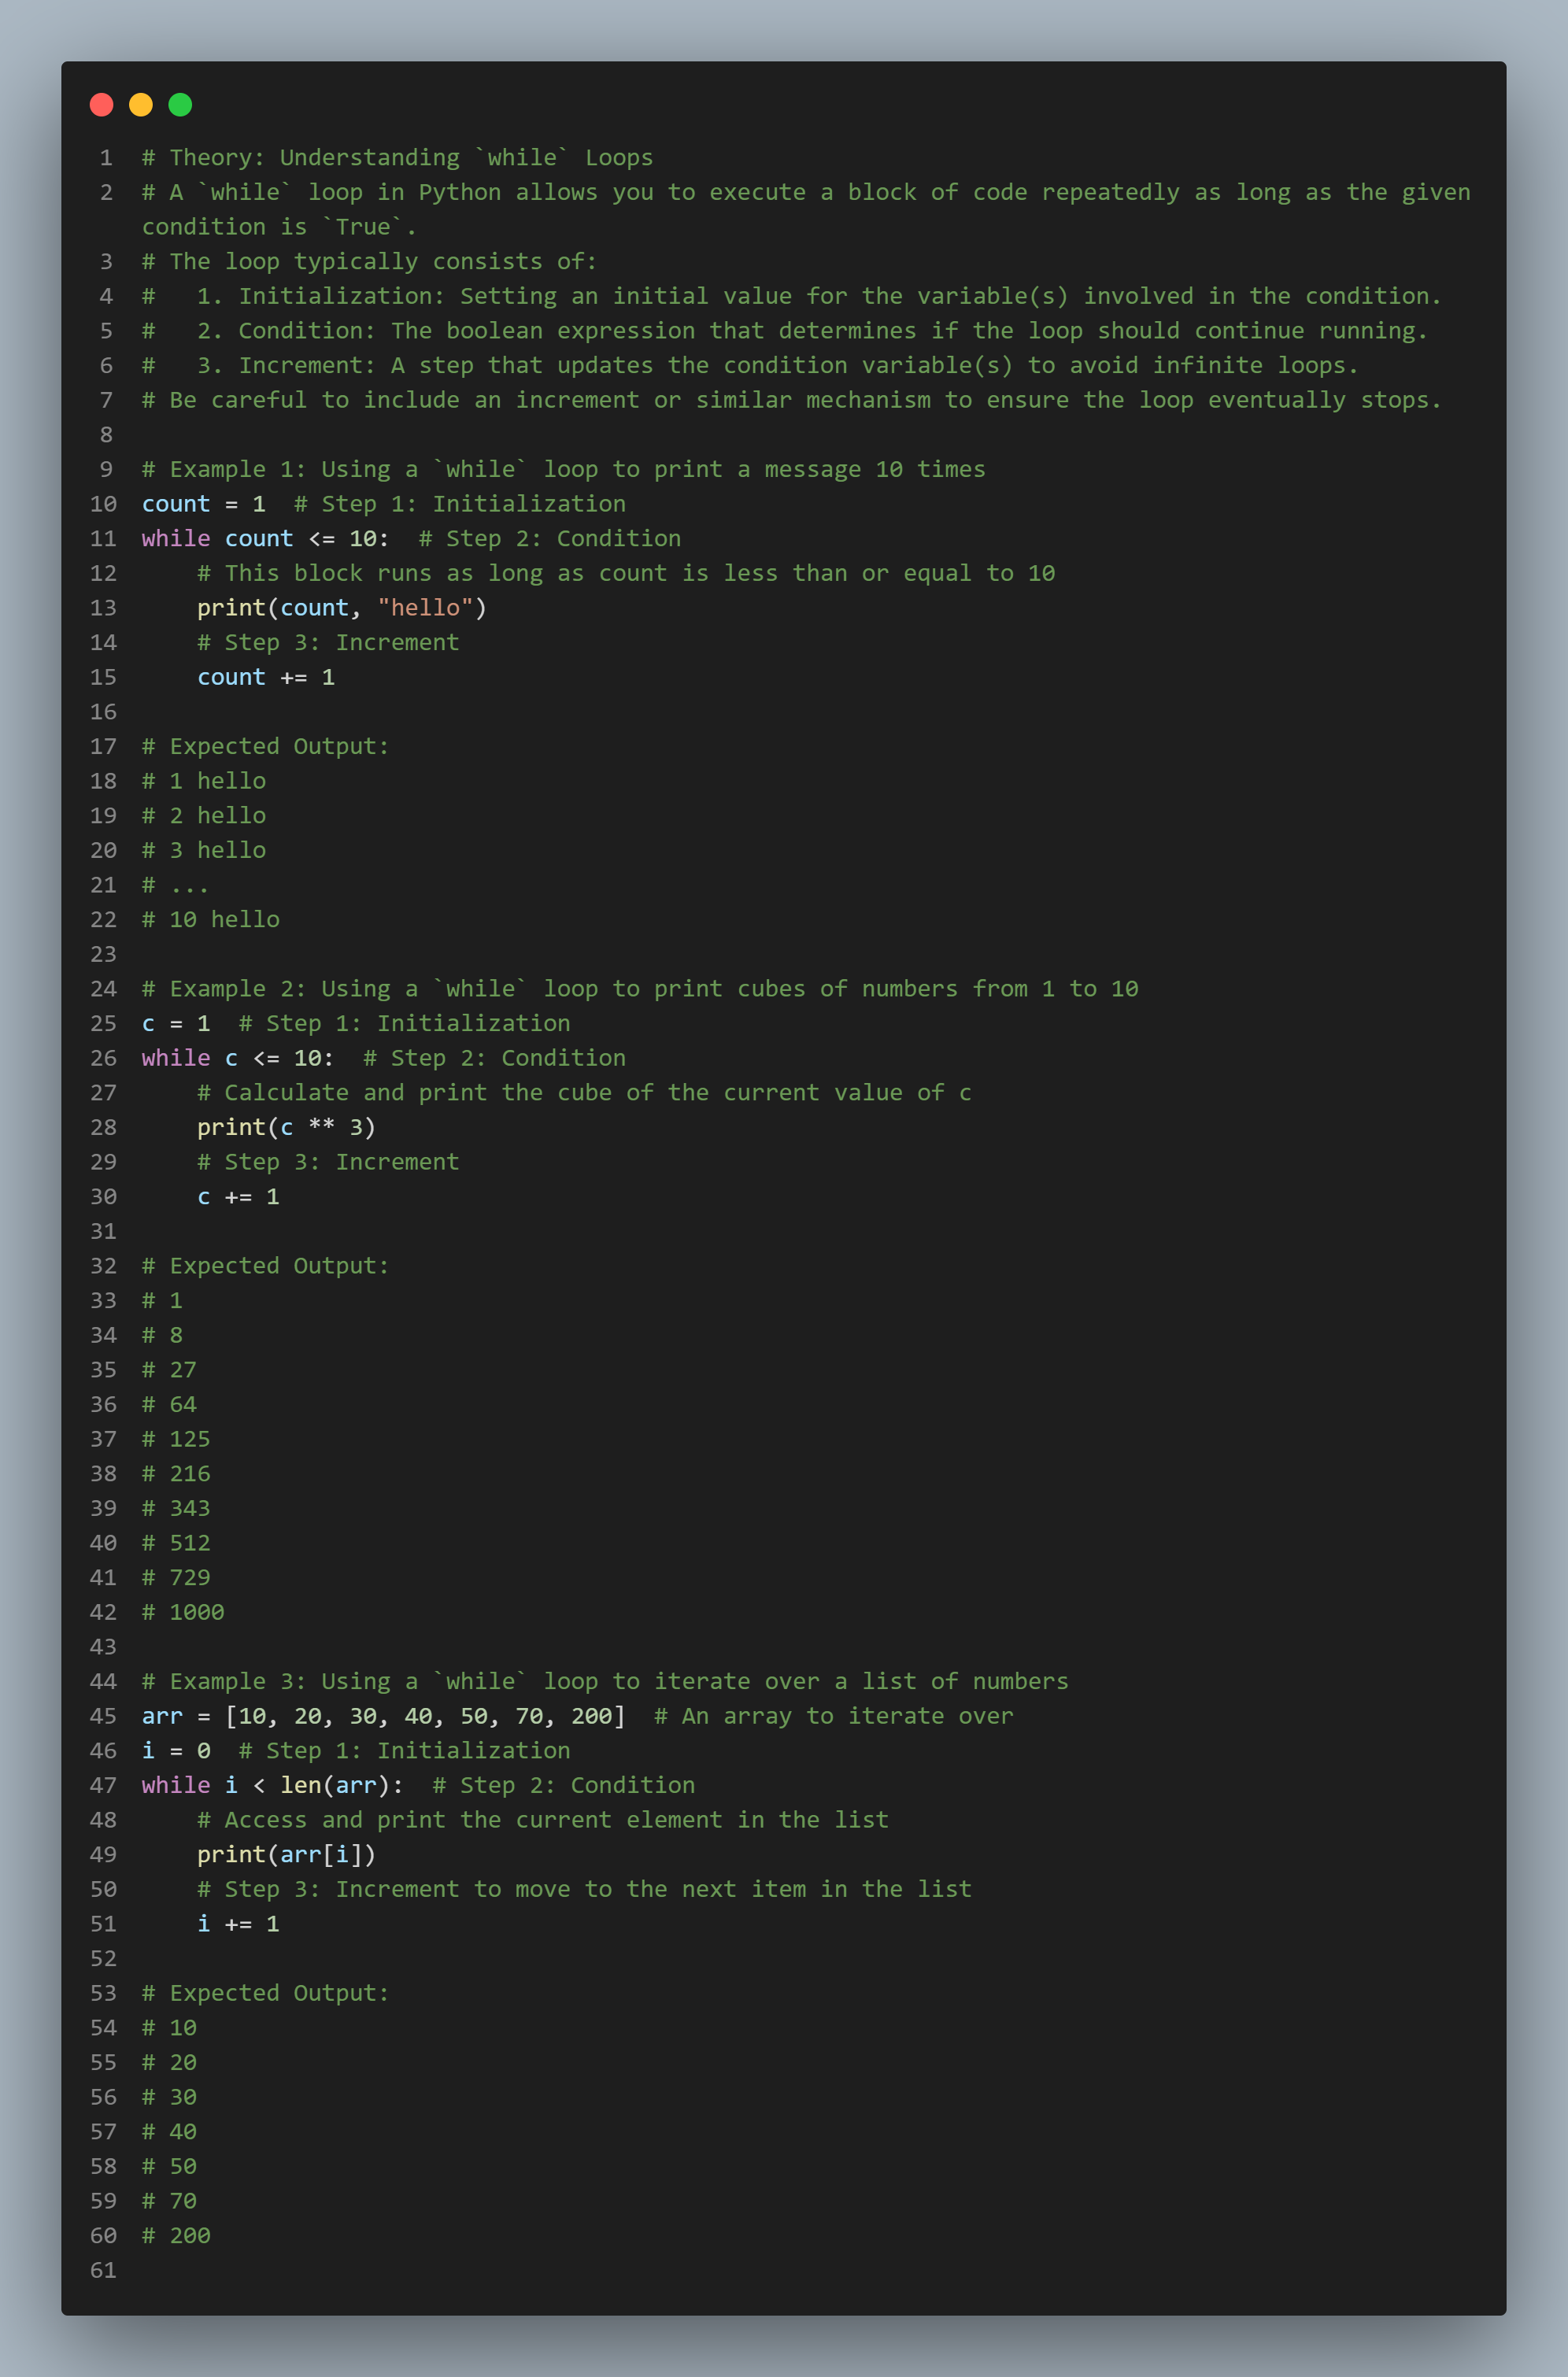 1 # Theory: Understanding `while` Loops
2 # A `while` loop in Python allows you to execute a block of code repeatedly as long as the given
condition is `True`.
3 # The loop typically consists of:
4 #   1. Initialization: Setting an initial value for the variable(s) involved in the condition.
5 #   2. Condition: The boolean expression that determines if the loop should continue running.
6 #   3. Increment: A step that updates the condition variable(s) to avoid infinite loops.
7 # Be careful to include an increment or similar mechanism to ensure the loop eventually stops.
8
9 # Example 1: Using a `while` loop to print a message 10 times
10 count = 1  # Step 1: Initialization
11 while count <= 10:  # Step 2: Condition
12     # This block runs as long as count is less than or equal to 10
13     print(count, "hello")
14     # Step 3: Increment
15     count += 1
16
17 # Expected Output:
18 # 1 hello
19 # 2 hello
20 # 3 hello
21 # ...
22 # 10 hello
23
24 # Example 2: Using a `while` loop to print cubes of numbers from 1 to 10
25 c = 1  # Step 1: Initialization
26 while c <= 10:  # Step 2: Condition
27     # Calculate and print the cube of the current value of c
28     print(c ** 3)
29     # Step 3: Increment
30     c += 1
31
32 # Expected Output:
33 # 1
34 # 8
35 # 27
36 # 64
37 # 125
38 # 216
39 # 343
40 # 512
41 # 729
42 # 1000
43
44 # Example 3: Using a `while` loop to iterate over a list of numbers
45 arr = [10, 20, 30, 40, 50, 70, 200]  # An array to iterate over
46 i = 0  # Step 1: Initialization
47 while i < len(arr):  # Step 2: Condition
48     # Access and print the current element in the list
49     print(arr[i])
50     # Step 3: Increment to move to the next item in the list
51     i += 1
52
53 # Expected Output:
54 # 10
55 # 20
56 # 30
57 # 40
58 # 50
59 # 70
60 # 200
61